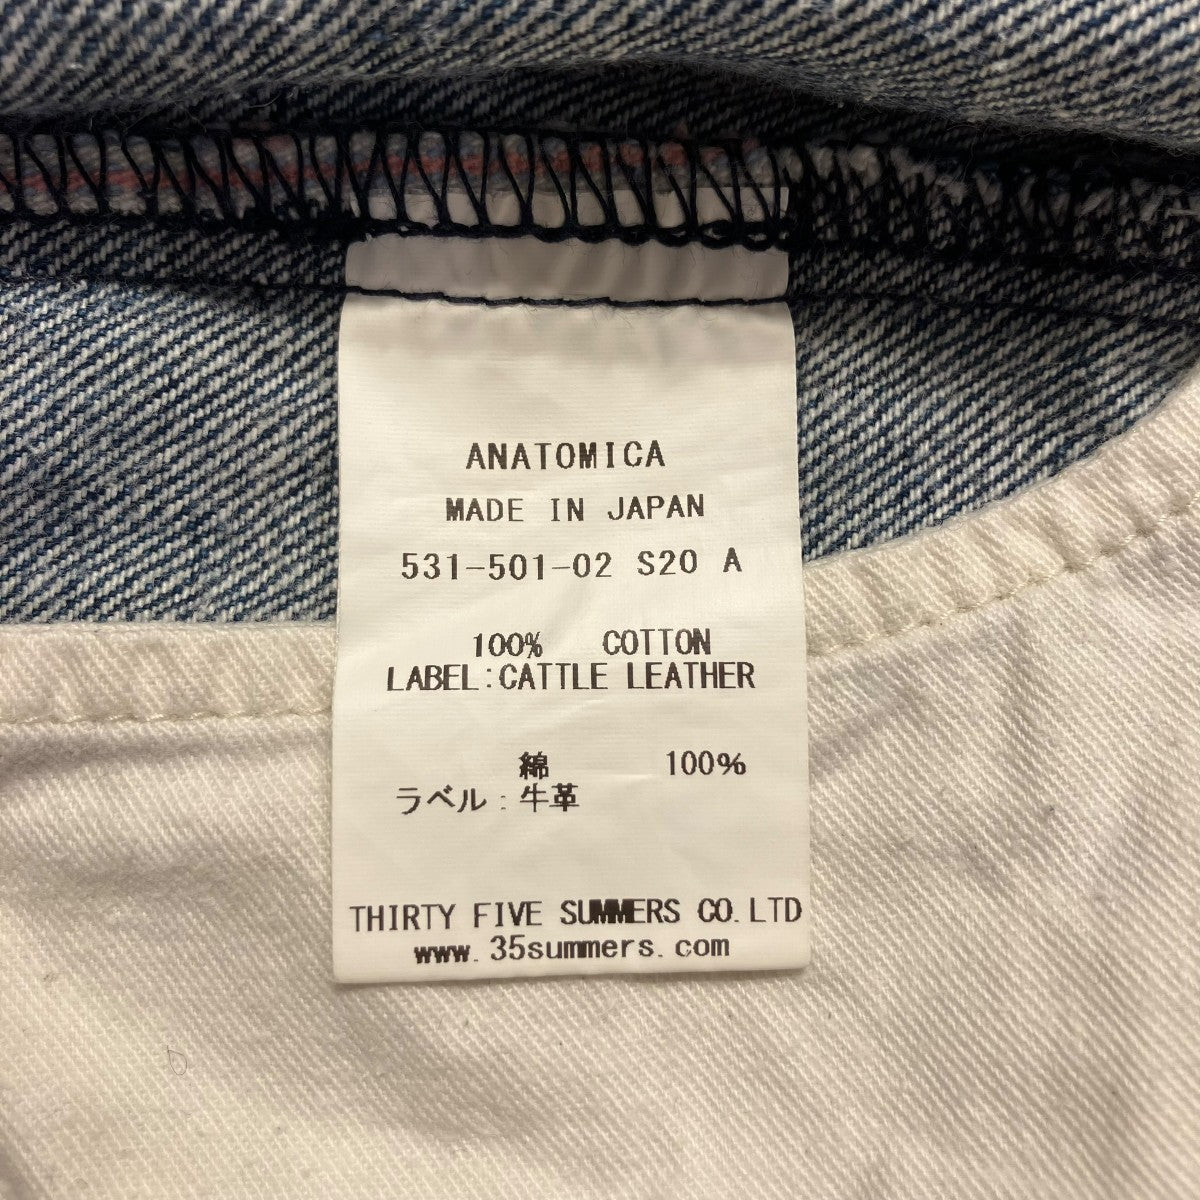 ANATOMICA
MADE IN JAPAN
531-501-02 S20 A
100% COTTON
LABEL:CATTLE LEATHER
綿 100%
ラベル:牛革
THIRTY FIVE SUMMERS CO.LTD
www.35summers.com